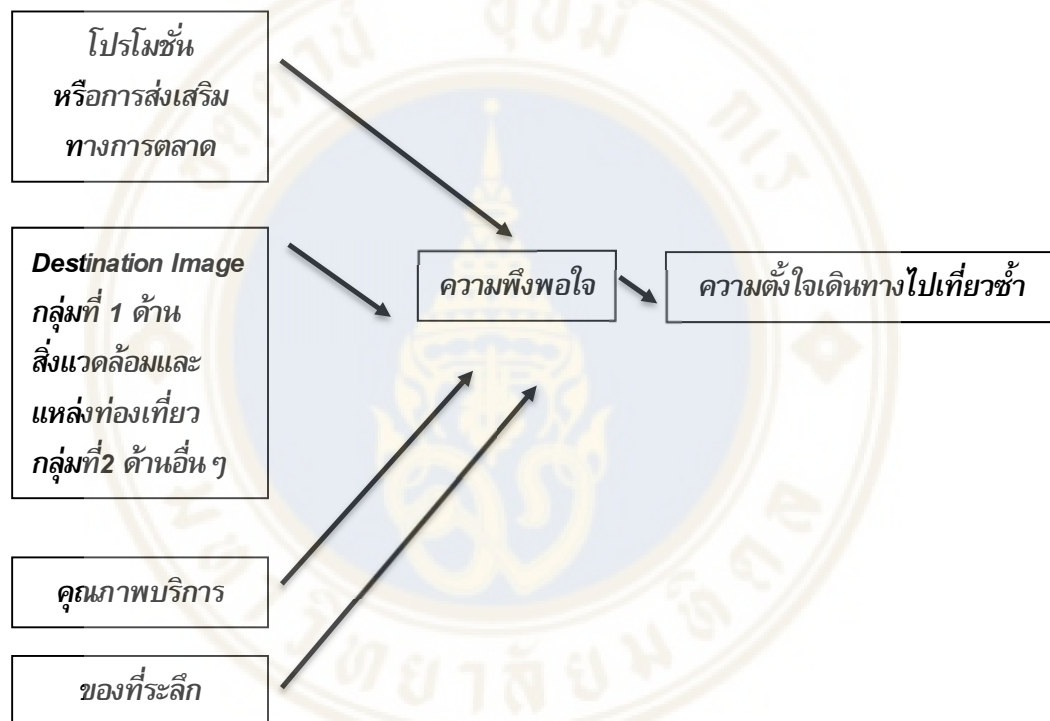 โปรโมชั่น
หรือการส่งเสริม
ทางการตลาด
Destination Image
กลุ่มที่ 1 ด้าน
สิ่งแวดล้อมและ
แหล่งท่องเที่ยว
กลุ่มที่2 ด้านอื่น ๆ
ความพึงพอใจ
ความตั้งใจเดินทางไปเที่ยวซ้ำ
คุณภาพบริการ
ของที่ระลึก